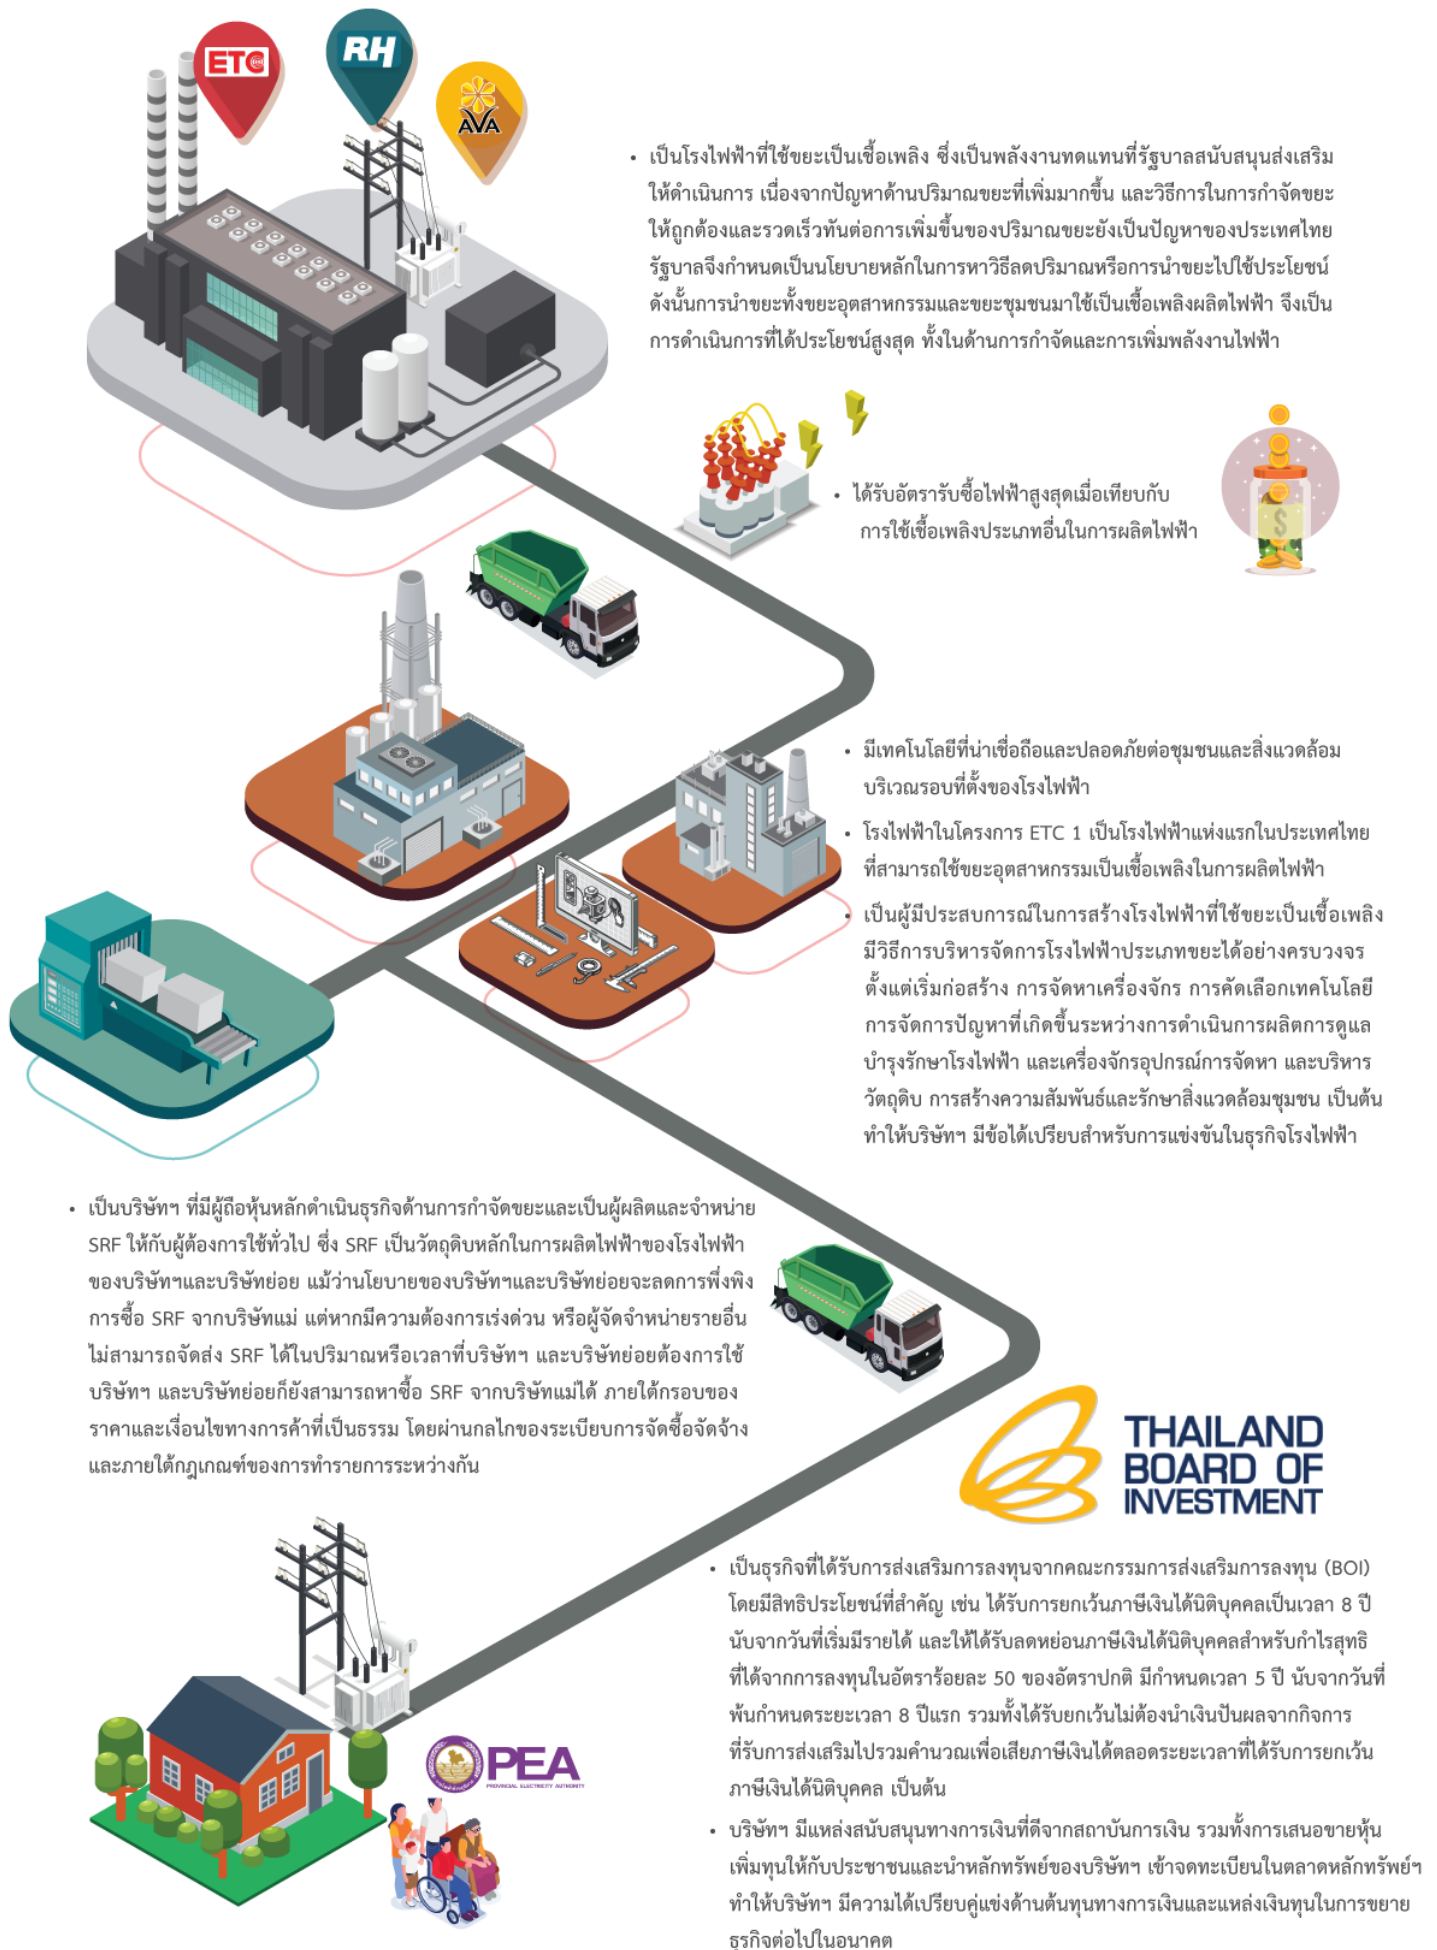 ETC
RH
AVA
• เป็นโรงไฟฟ้าที่ใช้ขยะเป็นเชื้อเพลิง ซึ่งเป็นพลังงานทดแทนที่รัฐบาลสนับสนุนส่งเสริม
ให้ดำเนินการ เนื่องจากปัญหาด้านปริมาณขยะที่เพิ่มมากขึ้น และวิธีการในการกำจัดขยะ
ให้ถูกต้องและรวดเร็วทันต่อการเพิ่มขึ้นของปริมาณขยะยังเป็นปัญหาของประเทศไทย
รัฐบาลจึงกำหนดเป็นนโยบายหลักในการหาวิธีลดปริมาณหรือการนำขยะไปใช้ประโยชน์
ดังนั้นการนำขยะทั้งขยะอุตสาหกรรมและขยะชุมชนมาใช้เป็นเชื้อเพลิงผลิตไฟฟ้า จึงเป็น
การดำเนินการที่ได้ประโยชน์สูงสุด ทั้งในด้านการกำจัดและการเพิ่มพลังงานไฟฟ้า
• ได้รับอัตรารับซื้อไฟฟ้าสูงสุดเมื่อเทียบกับ
การใช้เชื้อเพลิงประเภทอื่นในการผลิตไฟฟ้า
• มีเทคโนโลยีที่น่าเชื่อถือและปลอดภัยต่อชุมชนและสิ่งแวดล้อม
บริเวณรอบที่ตั้งของโรงไฟฟ้า
• โรงไฟฟ้าในโครงการ ETC 1 เป็นโรงไฟฟ้าแห่งแรกในประเทศไทย
ที่สามารถใช้ขยะอุตสาหกรรมเป็นเชื้อเพลิงในการผลิตไฟฟ้า
• เป็นผู้มีประสบการณ์ในการสร้างโรงไฟฟ้าที่ใช้ขยะเป็นเชื้อเพลิง
มีวิธีการบริหารจัดการโรงไฟฟ้าประเภทขยะได้อย่างครบวงจร
ตั้งแต่เริ่มก่อสร้าง การจัดหาเครื่องจักร การคัดเลือกเทคโนโลยี
การจัดการปัญหาที่เกิดขึ้นระหว่างการดำเนินการผลิตการดูแล
บำรุงรักษาโรงไฟฟ้า และเครื่องจักรอุปกรณ์การจัดหา และบริหาร
วัตถุดิบ การสร้างความสัมพันธ์และรักษาสิ่งแวดล้อมชุมชน เป็นต้น
ทำให้บริษัทฯ มีข้อได้เปรียบสำหรับการแข่งขันในธุรกิจโรงไฟฟ้า
• เป็นบริษัทฯ ที่มีผู้ถือหุ้นหลักดำเนินธุรกิจด้านการกำจัดขยะและเป็นผู้ผลิตและจำหน่าย
SRF ให้กับผู้ต้องการใช้ทั่วไป ซึ่ง SRF เป็นวัตถุดิบหลักในการผลิตไฟฟ้าของโรงไฟฟ้า
ของบริษัทฯและบริษัทย่อย แม้ว่านโยบายของบริษัทฯและบริษัทย่อยจะลดการพึ่งพิง
การซื้อ SRF จากบริษัทแม่ แต่หากมีความต้องการเร่งด่วน หรือผู้จัดจำหน่ายรายอื่น
ไม่สามารถจัดส่ง SRF ได้ในปริมาณหรือเวลาที่บริษัทฯ และบริษัทย่อยต้องการใช้
บริษัทฯ และบริษัทย่อยก็ยังสามารถหาซื้อ SRF จากบริษัทแม่ได้ ภายใต้กรอบของ
ราคาและเงื่อนไขทางการค้าที่เป็นธรรม โดยผ่านกลไกของระเบียบการจัดซื้อจัดจ้าง
และภายใต้กฎเกณฑ์ของการทำรายการระหว่างกัน
THAILAND
BOARD OF
INVESTMENT
• เป็นธุรกิจที่ได้รับการส่งเสริมการลงทุนจากคณะกรรมการส่งเสริมการลงทุน (BOI)
โดยมีสิทธิประโยชน์ที่สำคัญ เช่น ได้รับการยกเว้นภาษีเงินได้นิติบุคคลเป็นเวลา 8 ปี
นับจากวันที่เริ่มมีรายได้ และให้ได้รับลดหย่อนภาษีเงินได้นิติบุคคลสำหรับกำไรสุทธิ
ที่ได้จากการลงทุนในอัตราร้อยละ 50 ของอัตราปกติ มีกำหนดเวลา 5 ปี นับจากวันที่
พ้นกำหนดระยะเวลา 8 ปีแรก รวมทั้งได้รับยกเว้นไม่ต้องนำเงินปันผลจากกิจการ
ที่รับการส่งเสริมไปรวมคำนวณเพื่อเสียภาษีเงินได้ตลอดระยะเวลาที่ได้รับการยกเว้น
ภาษีเงินได้นิติบุคคล เป็นต้น
PEA
PROVINCIAL ELECTRICITY AUTHORITY
• บริษัทฯ มีแหล่งสนับสนุนทางการเงินที่ดีจากสถาบันการเงิน รวมทั้งการเสนอขายหุ้น
เพิ่มทุนให้กับประชาชนและนำหลักทรัพย์ของบริษัทฯ เข้าจดทะเบียนในตลาดหลักทรัพย์ฯ
ทำให้บริษัทฯ มีความได้เปรียบคู่แข่งด้านต้นทุนทางการเงินและแหล่งเงินทุนในการขยาย
ธุรกิจต่อไปในอนาคต